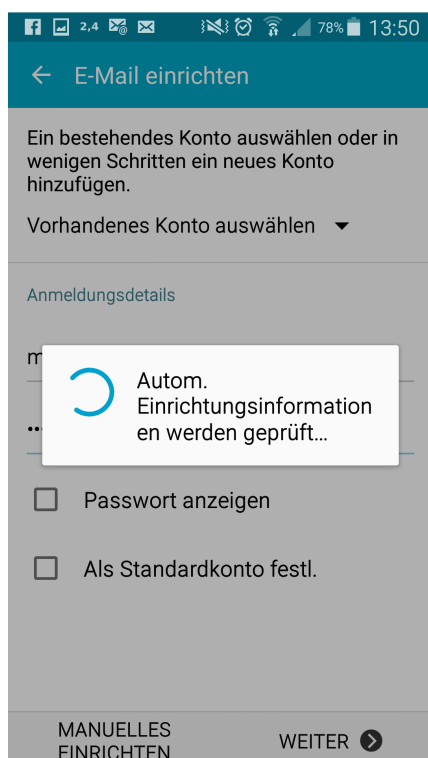 2,4 78% 13:50
E-Mail einrichten
Ein bestehendes Konto auswählen oder in
wenigen Schritten ein neues Konto
hinzufügen.
Vorhandenes Konto auswählen
Anmeldungsdetails
m
Autom.
Einrichtungsinformation
en werden geprüft...
Passwort anzeigen
Als Standardkonto festl.
MANUELLES
EINRICHTEN
WEITER